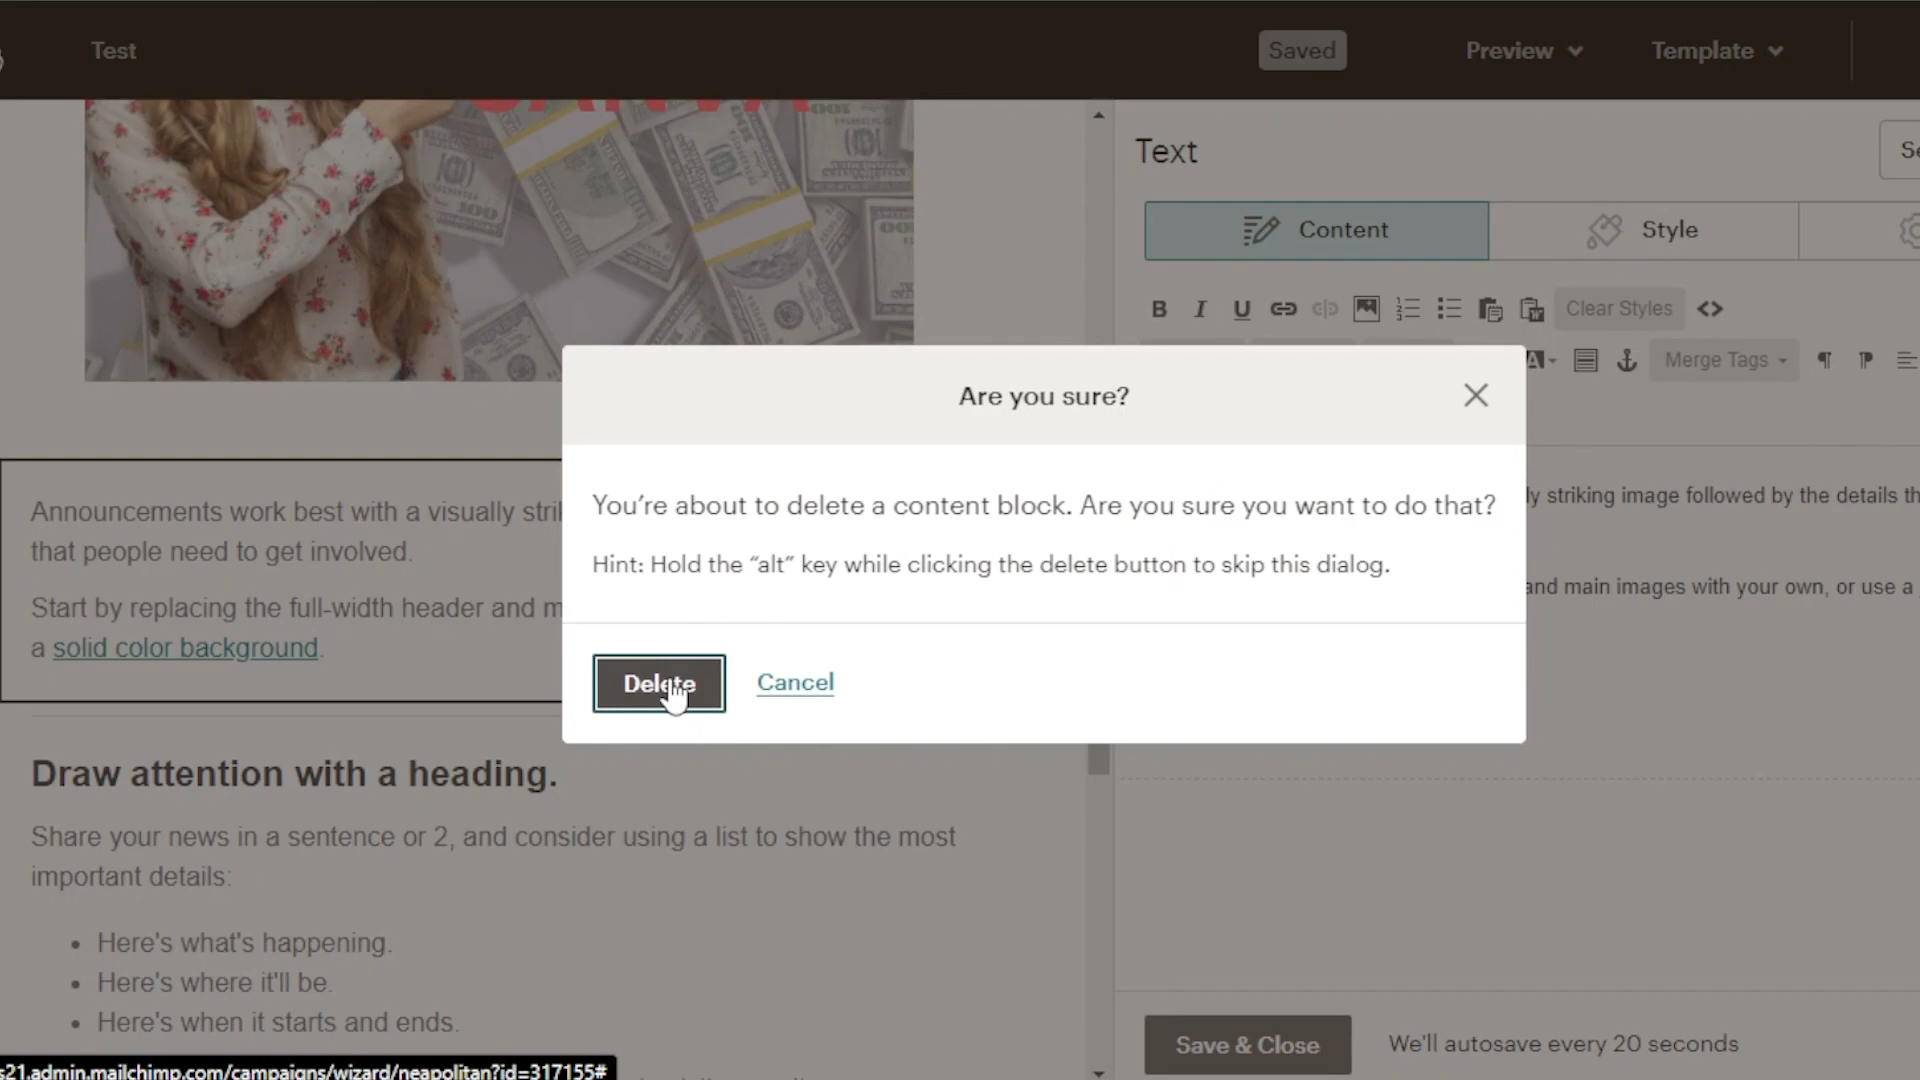 Test
Saved
Preview
Template
CANVA
Text
Content
Style
B I U
Clear Styles
A
Merge Tags
Are you sure?
You're about to delete a content block. Are you sure you want to do that?
Hint: Hold the “alt” key while clicking the delete button to skip this dialog.
Delete
Cancel
Announcements work best with a visually
that people need to get involved.
Start by replacing the full-width header and
a solid color background.
striking image followed by the details
and main images with your own, or use a
Draw attention with a heading.
Share your news in a sentence or 2, and consider using a list to show the most
important details:
• Here's what's happening.
• Here's where it'll be.
• Here's when it starts and ends.
Save & Close
We'll autosave every 20 seconds
s21.admin.mailchimp.com/campaigns/wizard/neapolitan?id=317155#